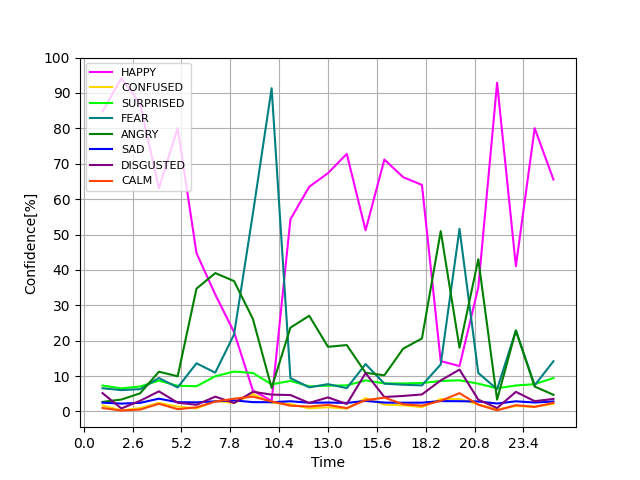 100
90
80
70
60
50
40
30
20
10
0
Confidence[%]
HAPPY
CONFUSED
SURPRISED
FEAR
ANGRY
SAD
DISGUSTED
CALM
0.0 2.6 5.2 7.8 10.4 13.0 15.6 18.2 20.8 23.4
Time